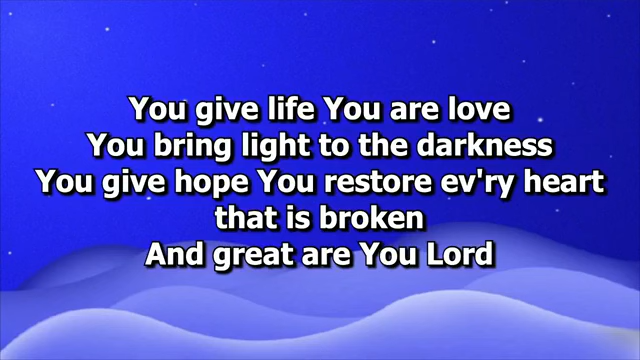 You give life You are love
You bring light to the darkness
You give hope You restore ev'ry heart
that is broken
And great are You Lord